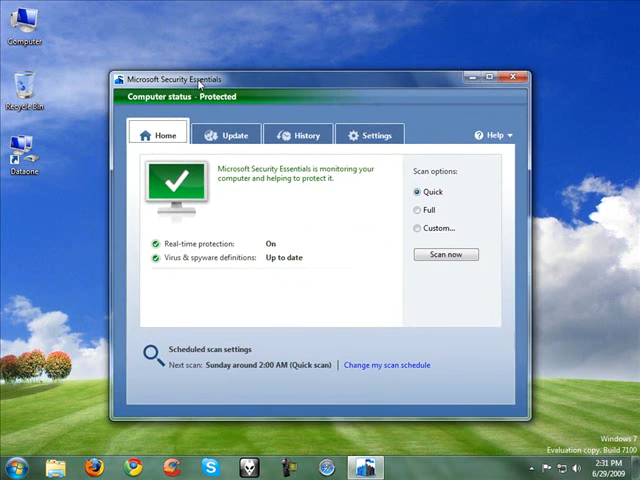 Computer
Recycle Bin
Dataone
Microsoft Security Essentials
Computer status - Protected
Home
Update
History
Settings
Help
Microsoft Security Essentials is monitoring your
computer and helping to protect it.
Real-time protection: On
Virus & spyware definitions: Up to date
Scan options:
Quick
Full
Custom...
Scan now
Scheduled scan settings
Next scan: Sunday around 2:00 AM (Quick scan) Change my scan schedule
Windows 7
Evaluation copy. Build 7100
2:31 PM
6/29/2009